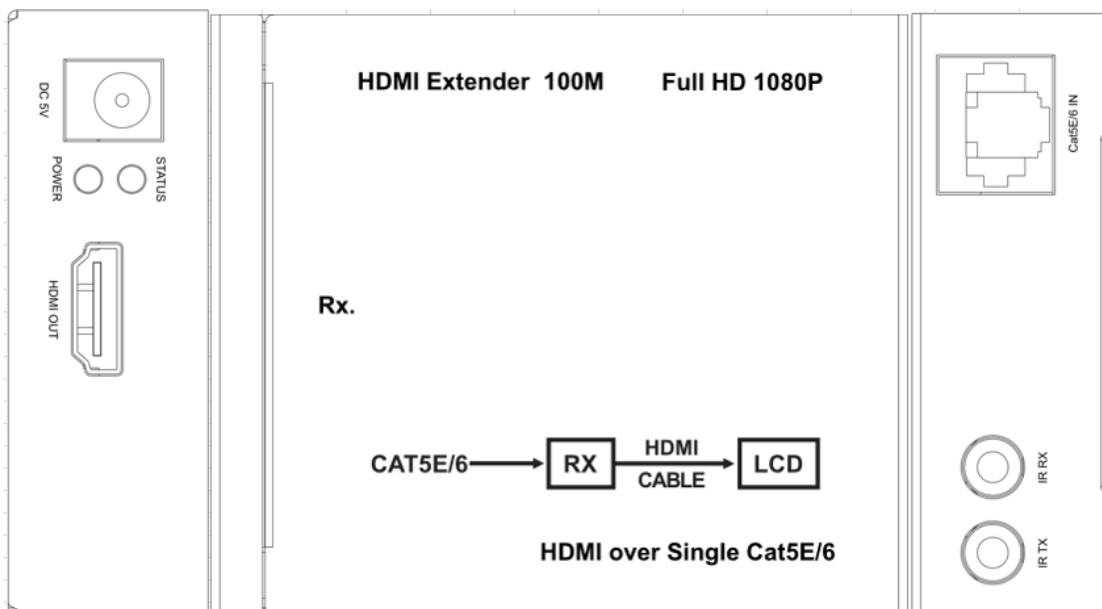 DC 5V
POWER
STATUS
HDMI OUT
HDMI Extender 100M Full HD 1080P
Rx.
CAT5E/6
RX
HDMI
CABLE
LCD
HDMI over Single Cat5E/6
Cat5E/6 IN
IR RX
IR TX